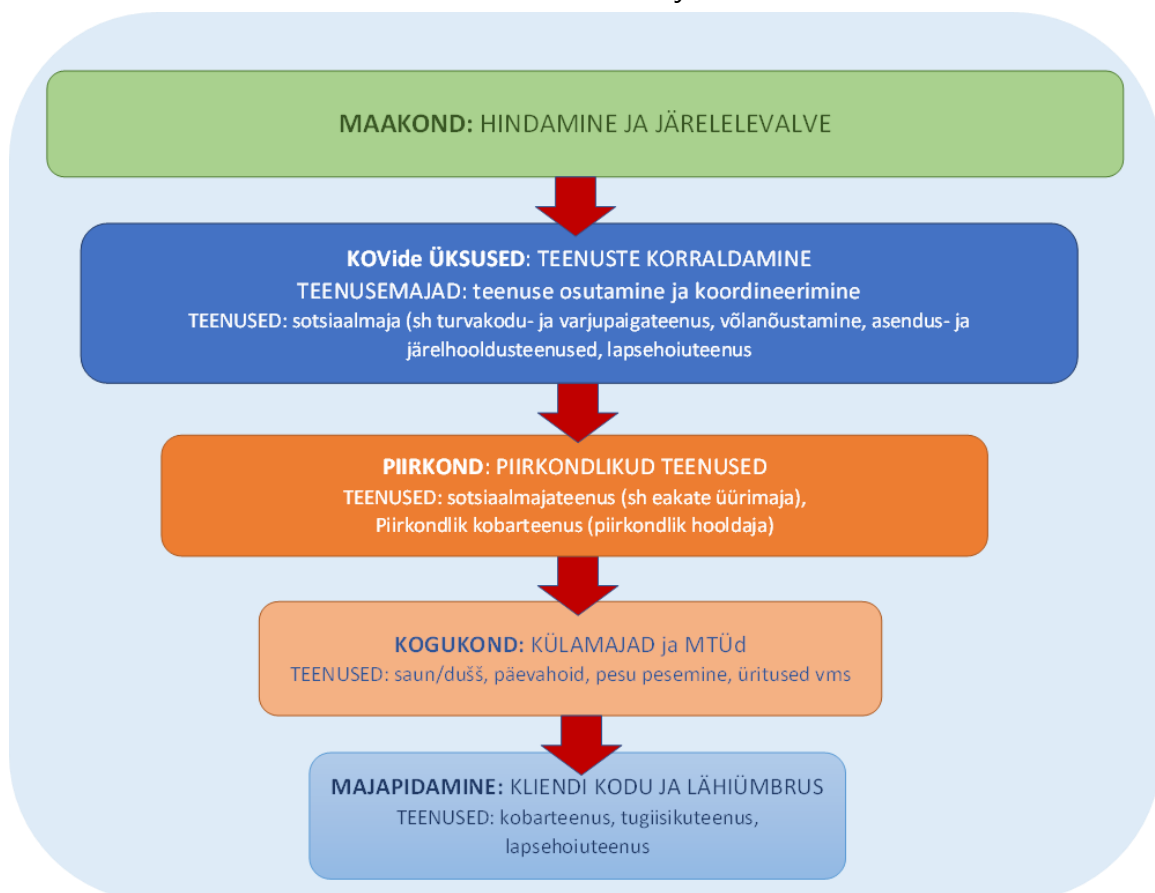 MAAKOND: HINDAMINE JA JÄRELELEVALVE
KOVide ÜKSUSED: TEENUSTE KORRALDAMINE
TEENUSEMAJAD: teenuse osutamine ja koordineerimine
TEENUSED: sotsiaalmaja (sh turvakodu- ja varjupaigateenus, võlanõustamine, asendus- ja
järelhooldusteenused, lapsehoiuteenus
PIIRKOND: PIIRKONDLIKUD TEENUSED
TEENUSED: sotsiaalmajateenus (sh eakate üürimaja),
Piirkondlik kobarteenus (piirkondlik hooldaja)
KOGUKOND: KÜLAMAJAD ja MTÜd
TEENUSED: saun/dušš, päevahoid, pesu pesemine, üritused vms
MAJAPIDAMINE: KLIENDI KODU JA LÄHIÜMBRUS
TEENUSED: kobarteenus, tugiisikuteenus,
lapsehoiuteenus